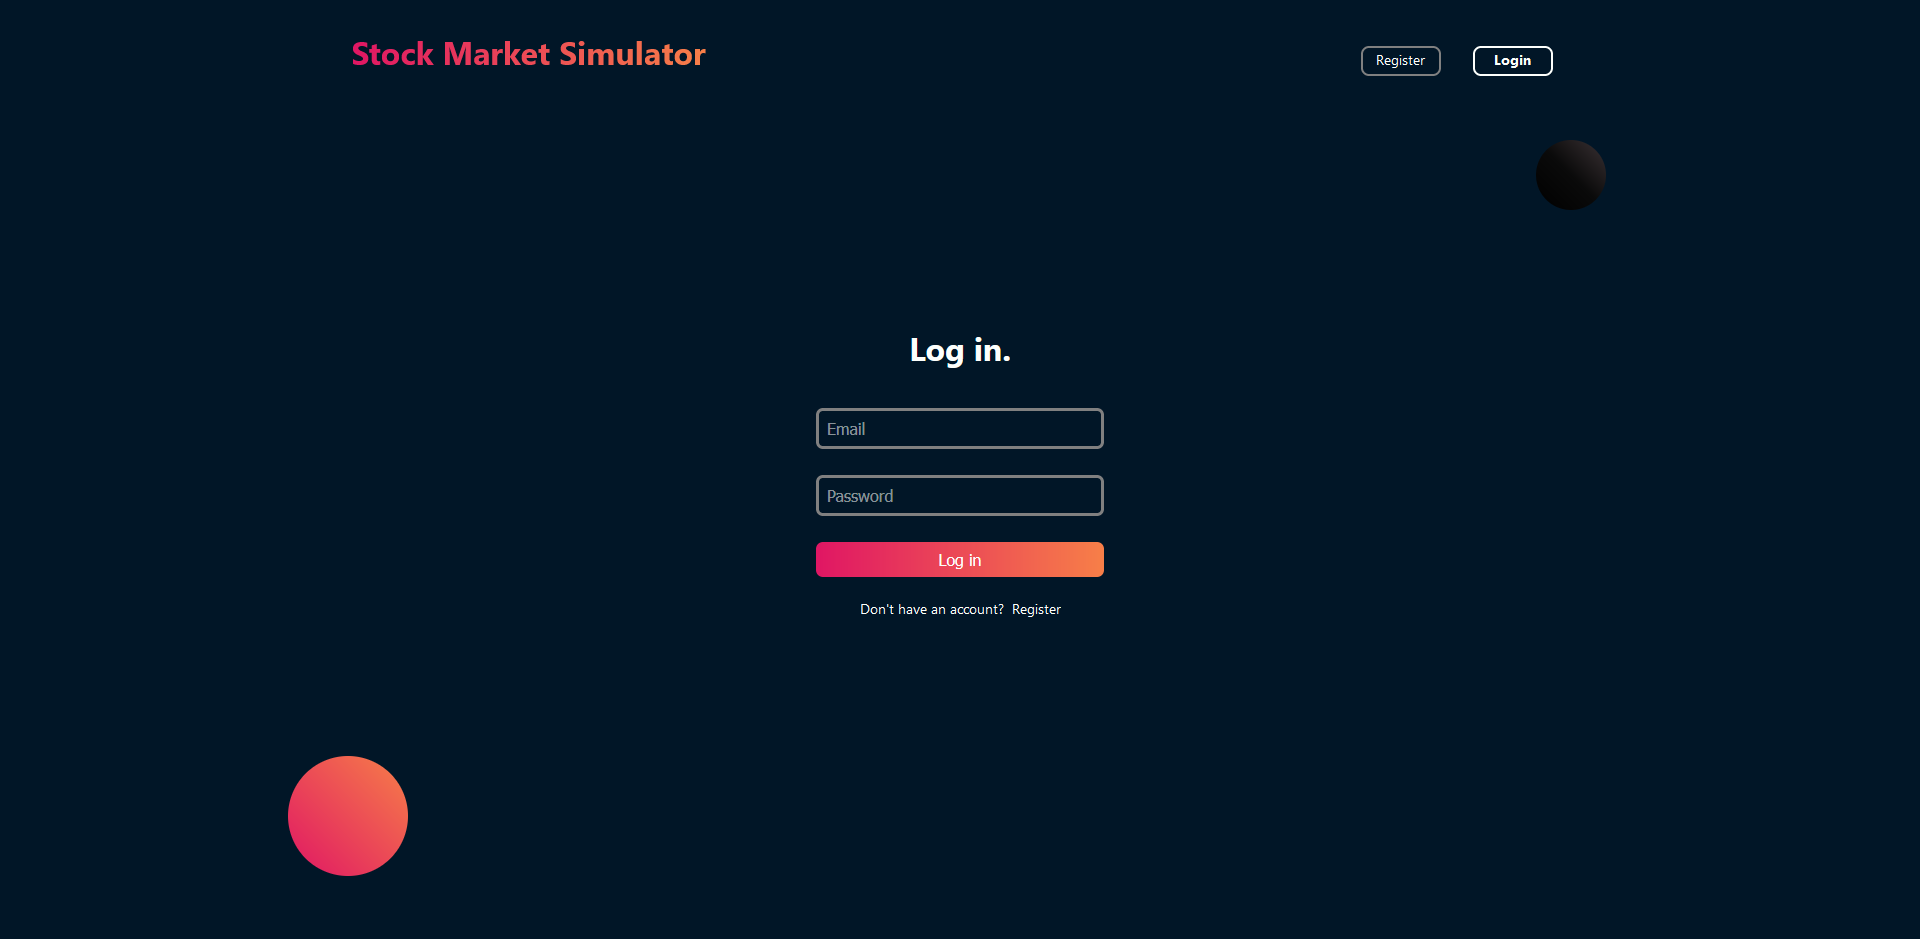 Stock Market Simulator
Register
Login
Log in.
Email
Password
Log in
Don't have an account? Register